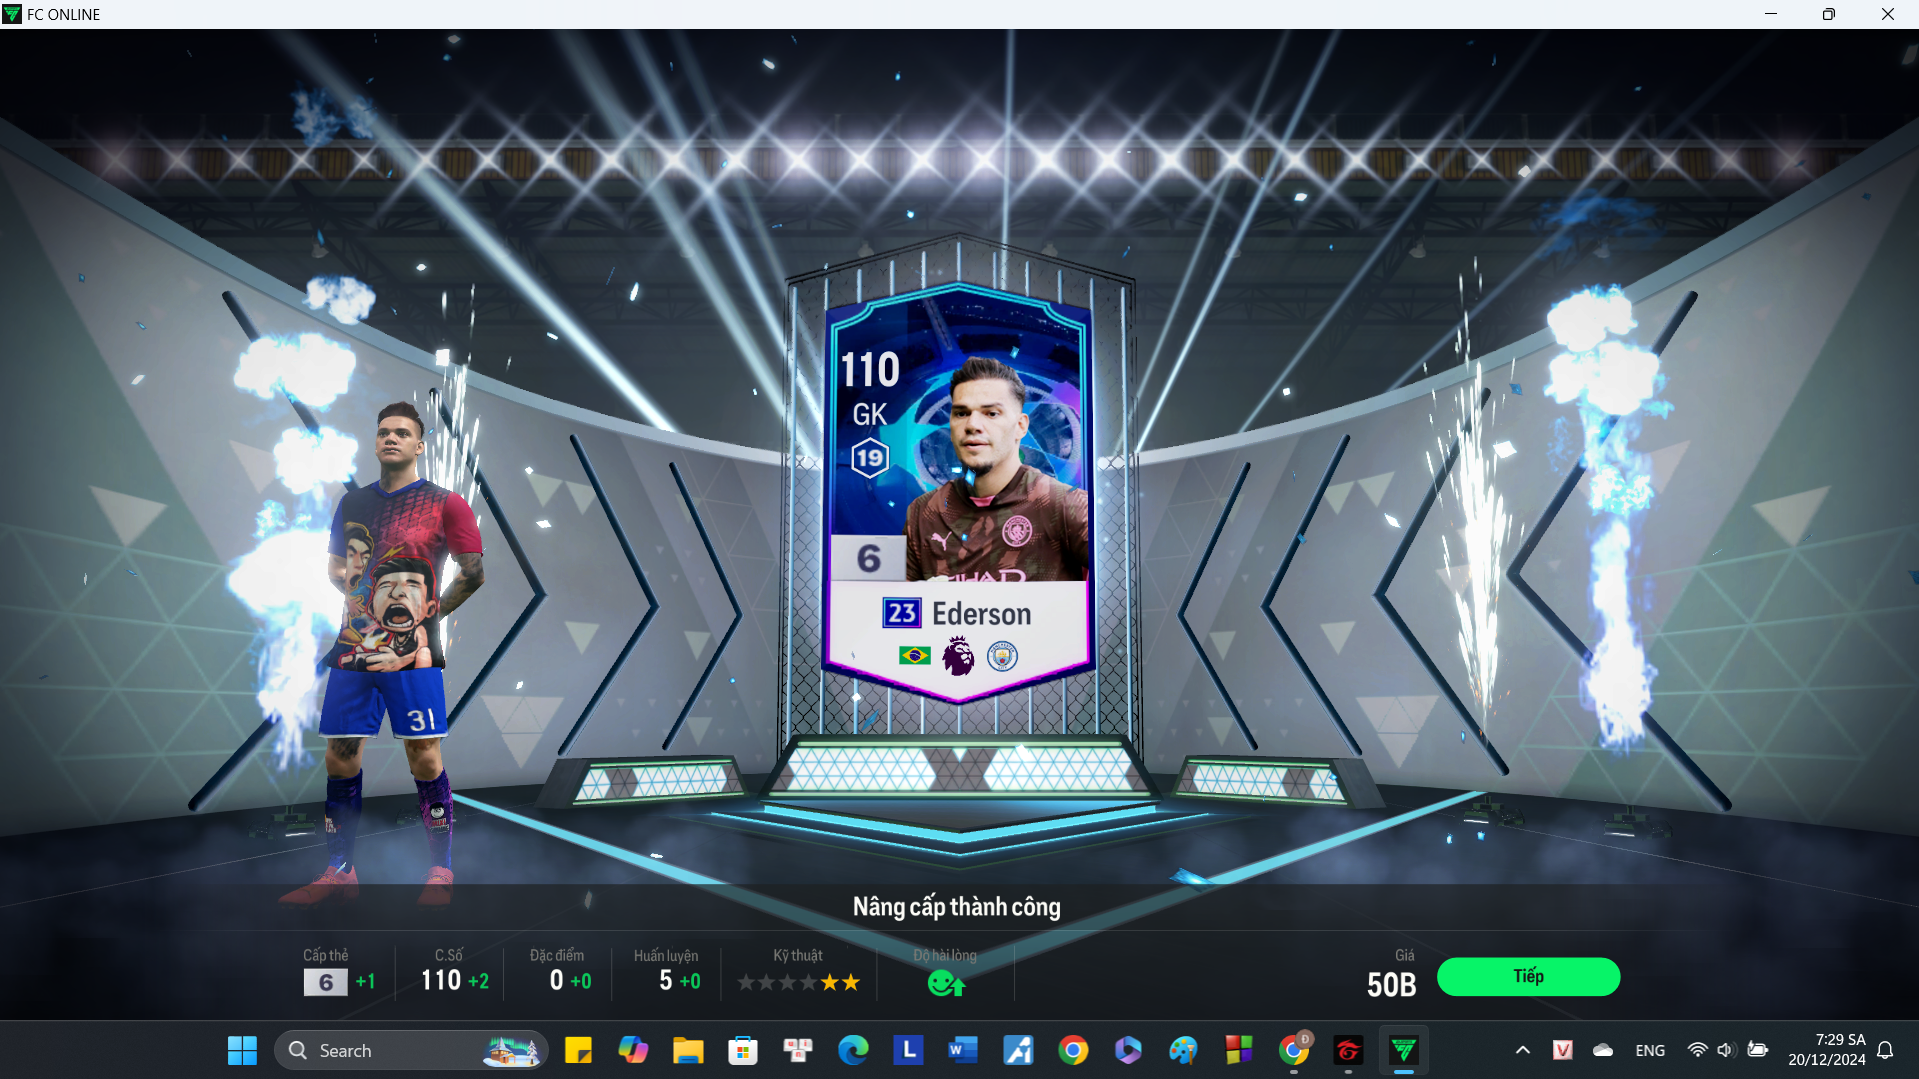 FC ONLINE
110
GK
19
6
23 Ederson
31
Nâng cấp thành công
Cấp thẻ
6 +1
C.Số
110 +2
Đặc điểm
0 +0
Huấn luyện
5 +0
Kỹ thuật
Độ hài lòng
Giá
50B
Tiếp
Search
ENG
7:29 SA
20/12/2024